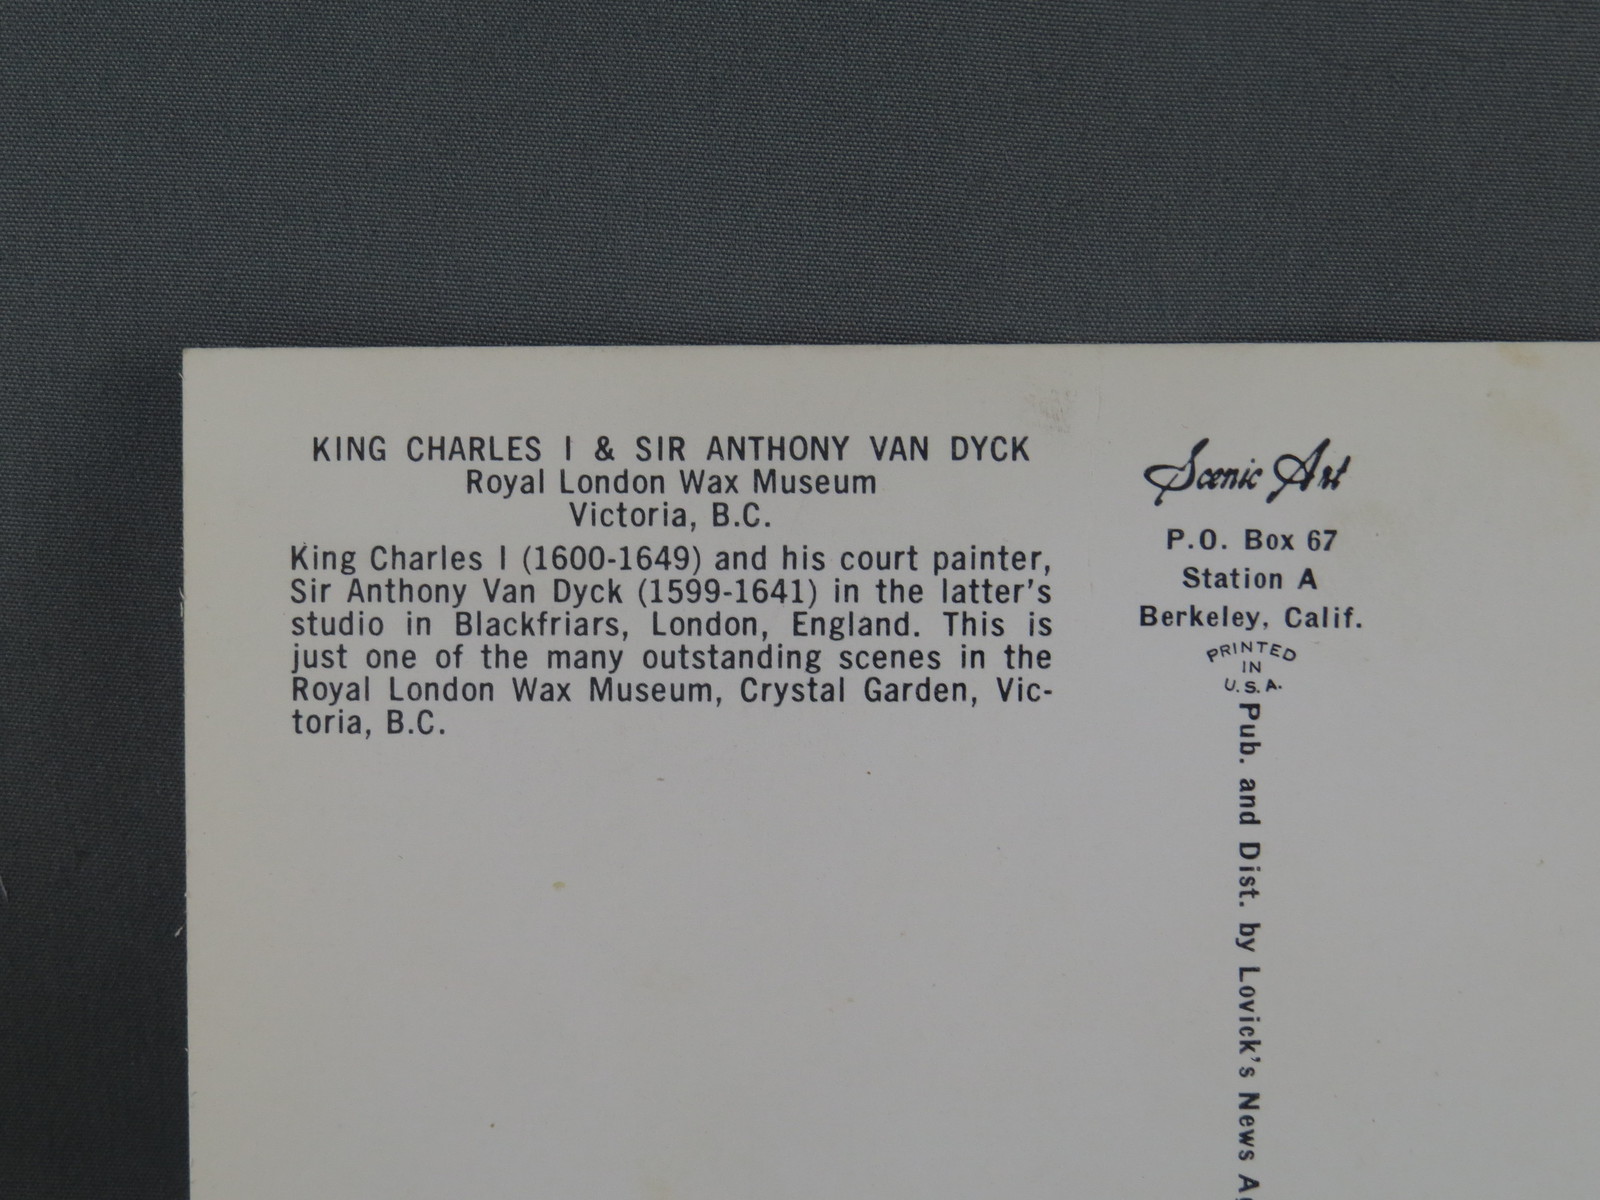 KING CHARLES I & SIR ANTHONY VAN DYCK
Royal London Wax Museum
Victoria, B.C.
King Charles I (1600-1649) and his court painter,
Sir Anthony Van Dyck (1599-1641) in the latter's
studio in Blackfriars, London, England. This is
just one of the many outstanding scenes in the
Royal London Wax Museum, Crystal Garden, Vic-
toria, B.C.
Scenic Art
P.O. Box 67
Station A
Berkeley, Calif.
PRINTED
IN
U.S.A.
Pub. and Dist. by Lovick's News